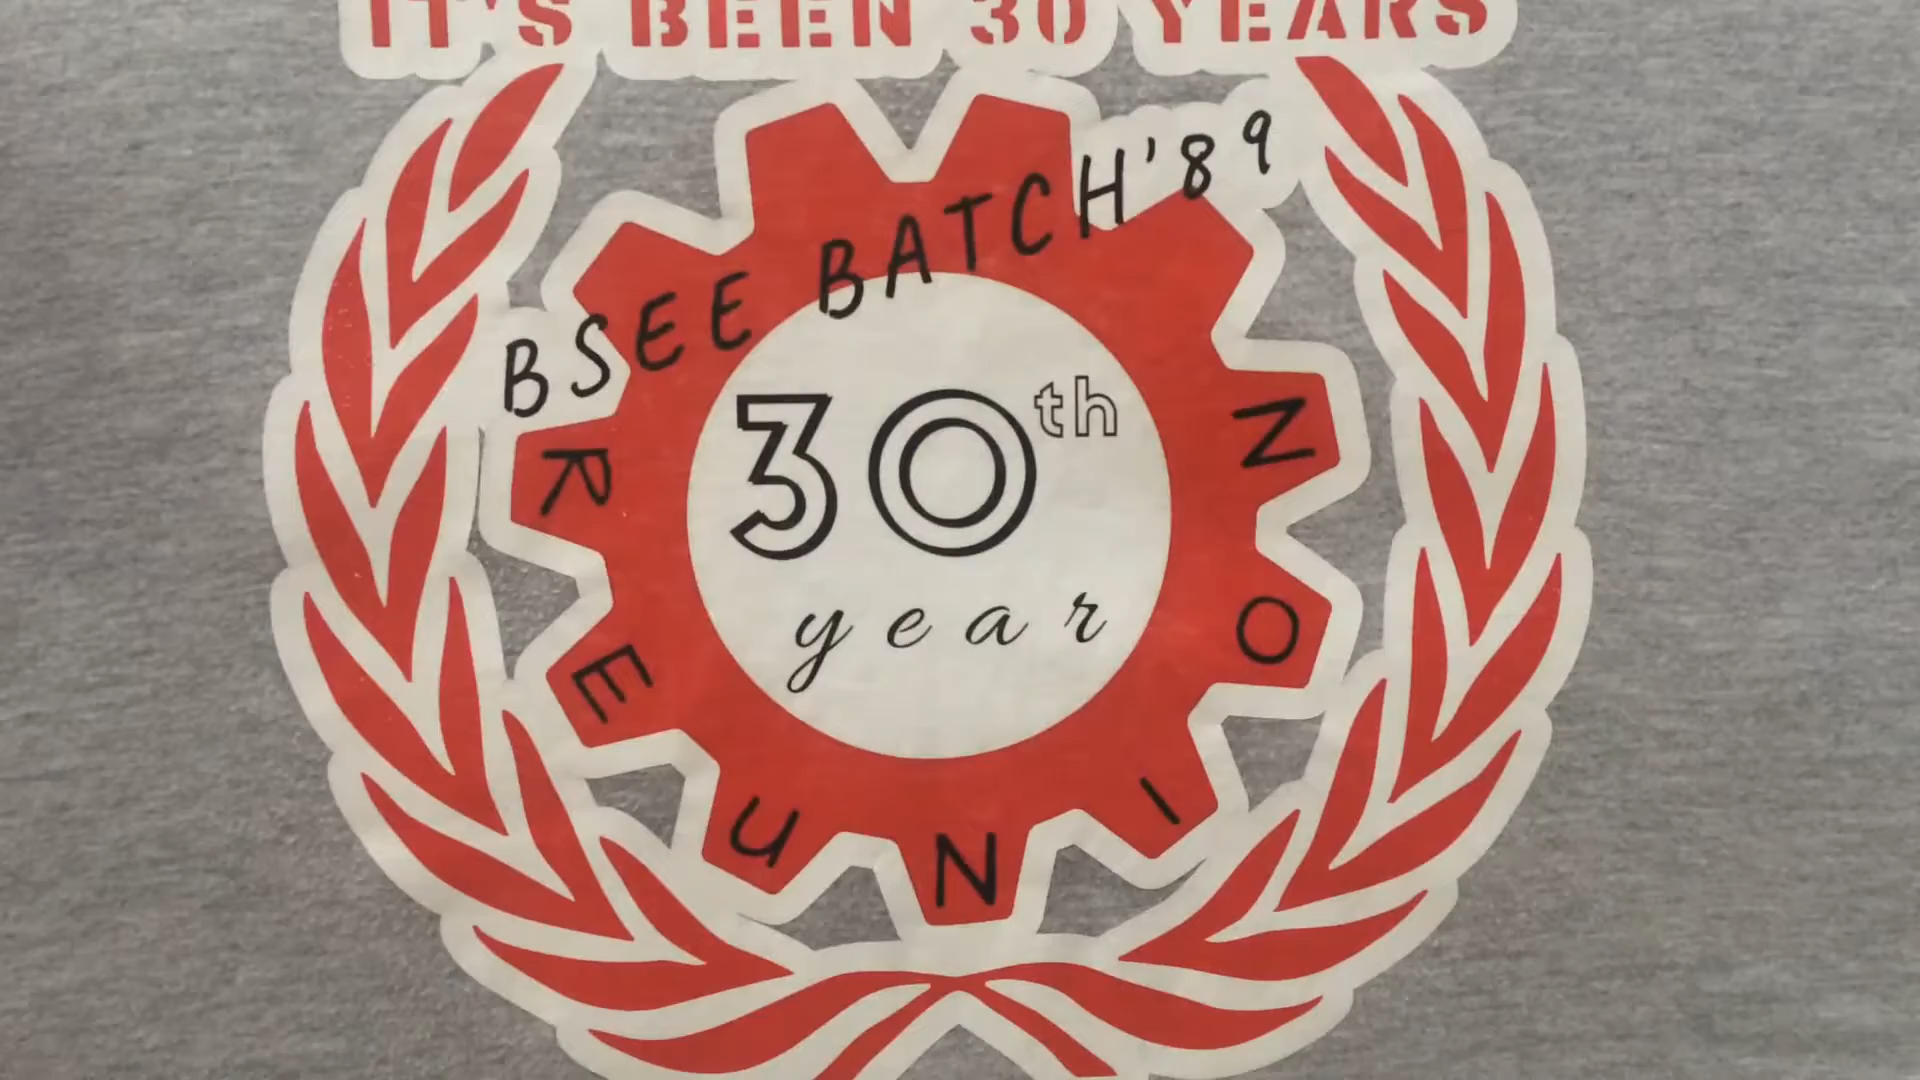 IT'S BEEN 30 YEARS
BSEE BATCH'89
30th
year
REUNION